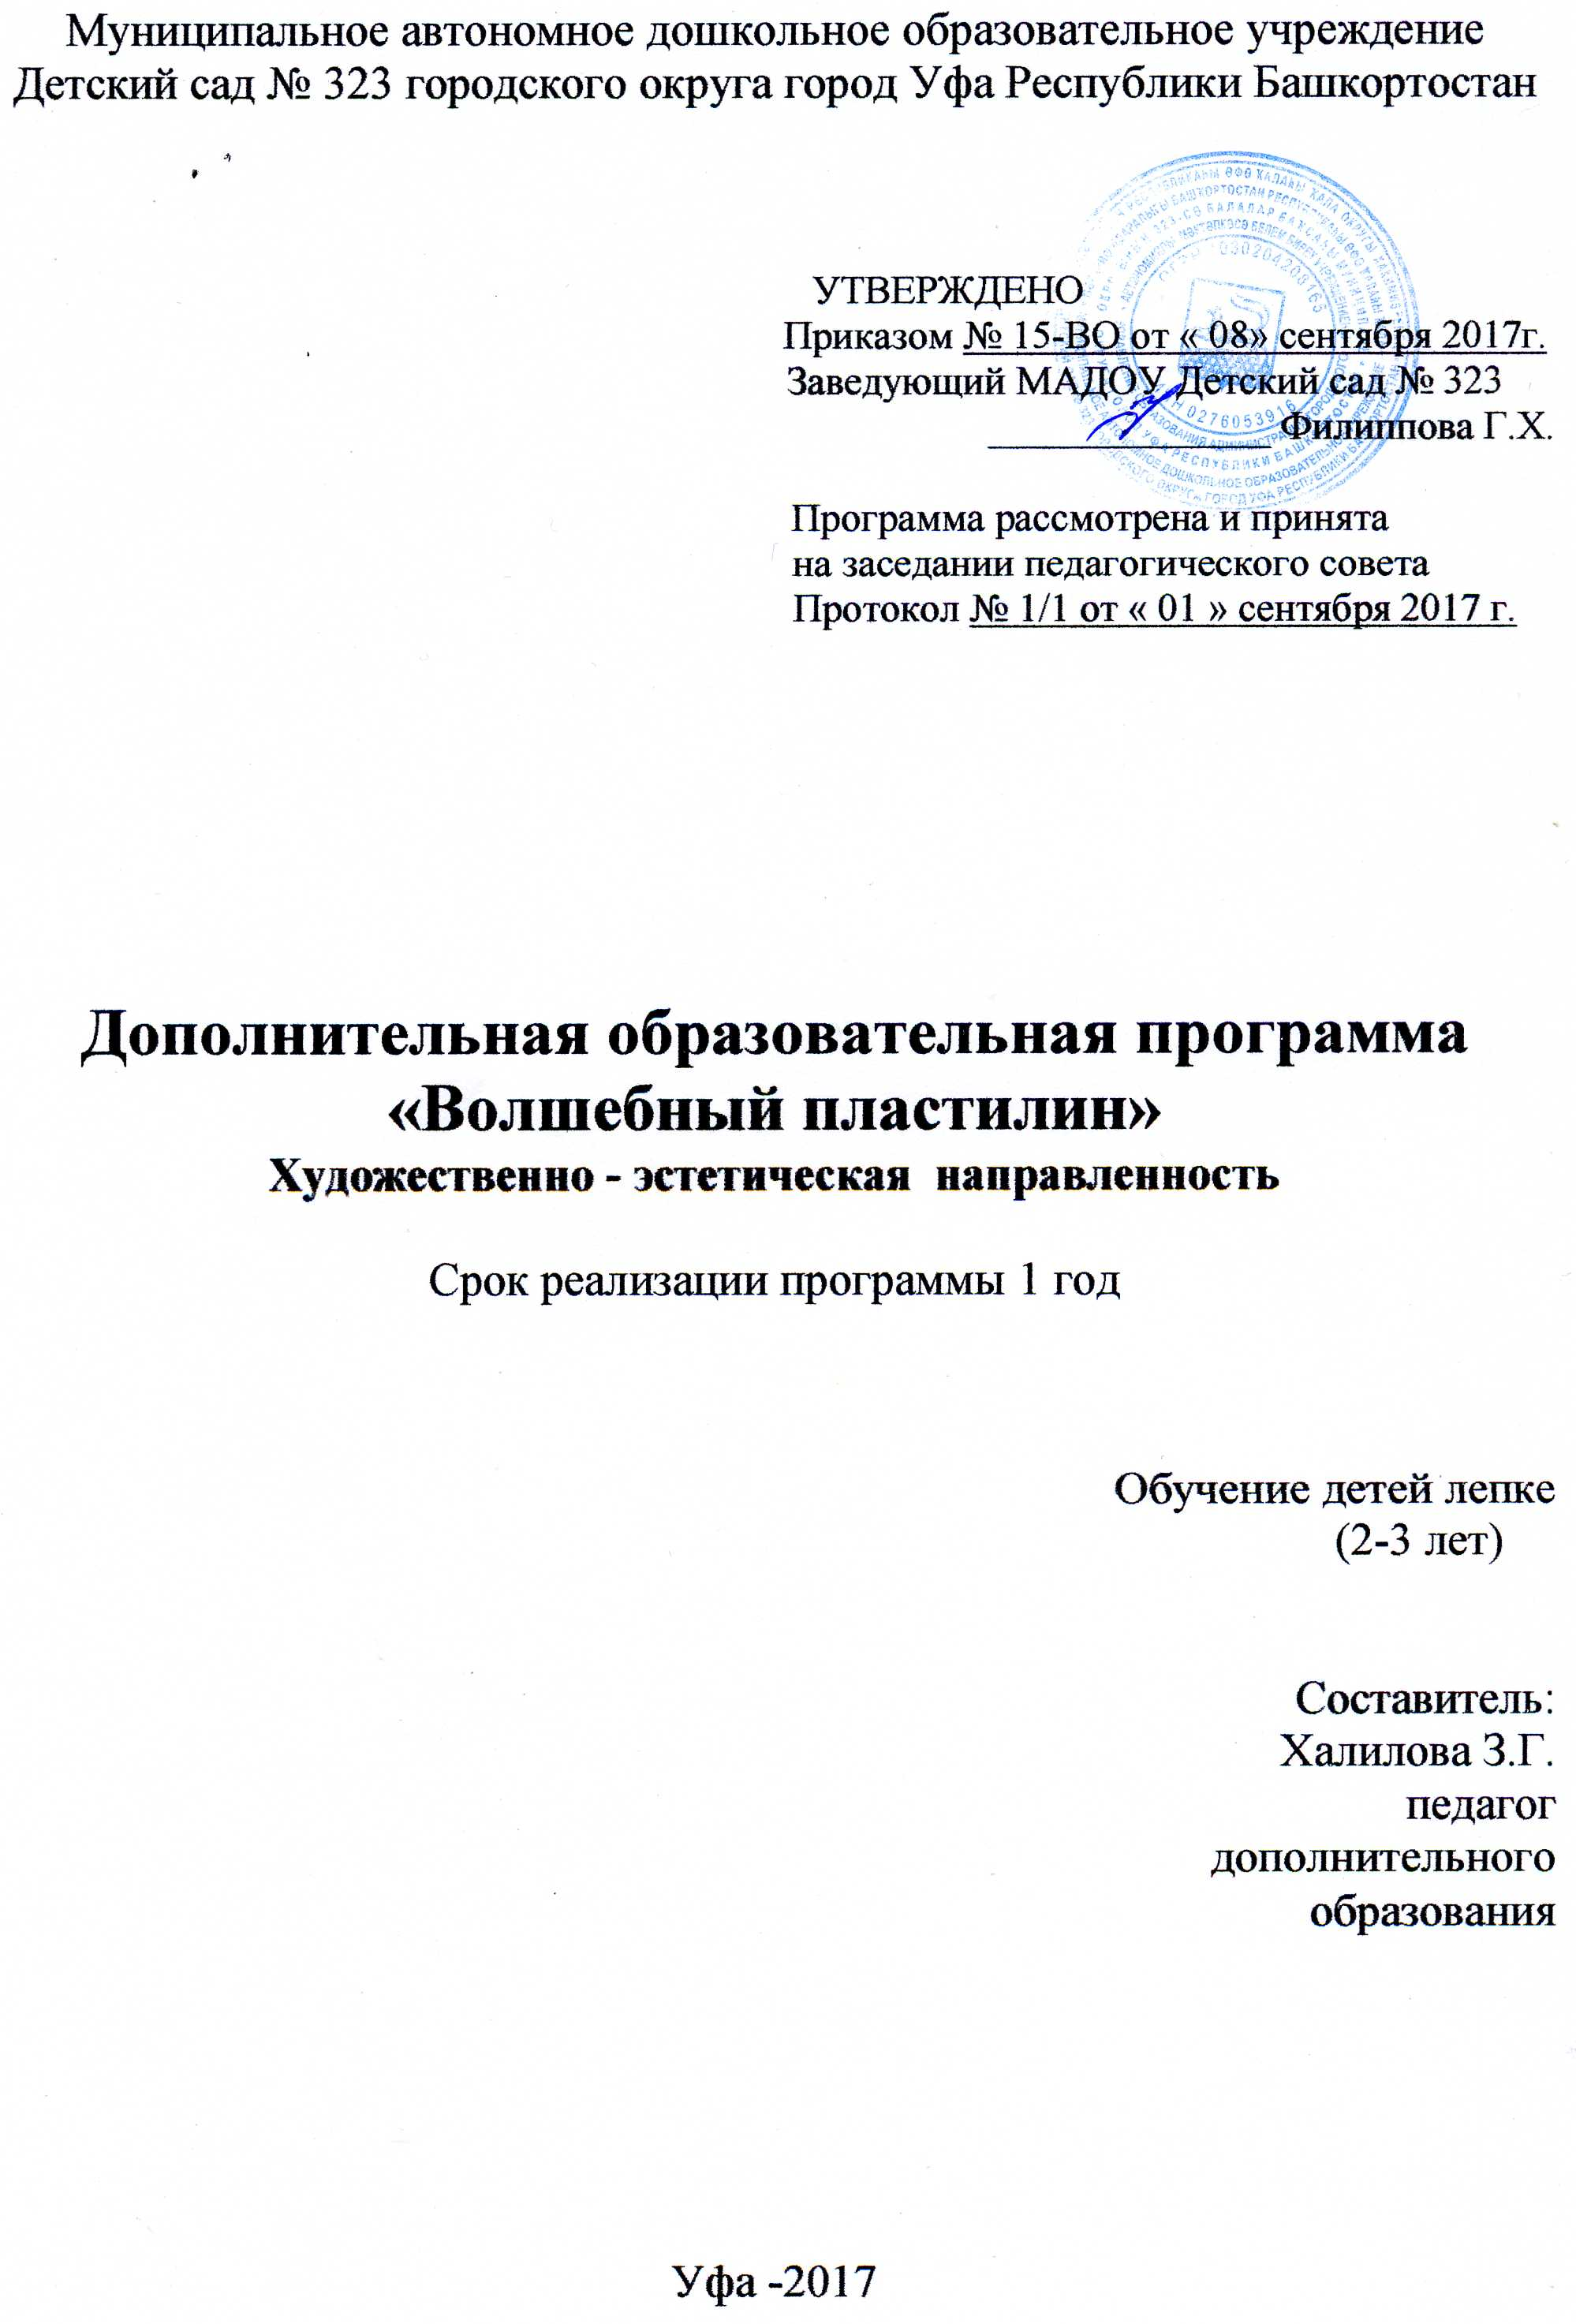 Муниципальное автономное дошкольное образовательное учреждение
Детский сад № 323 городского округа город Уфа Республики Башкортостан
УТВЕРЖДЕНО
Приказом № 15-ВО от « 08» сентября 2017г.
Заведующий МАДОУ Детский сад № 323
Филиппова Г.Х.
0276053916
Программа рассмотрена и принята
на заседании педагогического совета
Протокол № 1/1 от « 01 » сентября 2017 г.
Дополнительная образовательная программа
«Волшебный пластилин»
Художественно - эстетическая направленность
Срок реализации программы 1 год
Обучение детей лепке
(2-3 лет)
Составитель:
Халилова З.Г.
педагог
дополнительного
образования
Уфа -2017